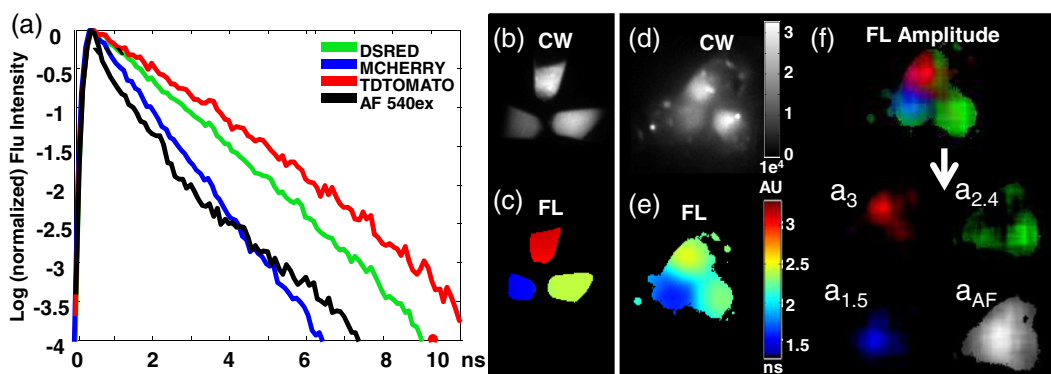 (a)
Log (normalized) Flu Intensity
0
-0.5
-1
-1.5
-2
-2.5
-3
-3.5
-4
0 2 4 6 8 10 ns
DSRED
MCHERRY
TDTOMATO
AF 540ex
(b)
CW
(c)
FL
(d)
CW
3
2
1
0
1e4
AU
(e)
FL
3
2.5
2
1.5
ns
(f)
FL Amplitude
a3
a2.4
a1.5
aAF